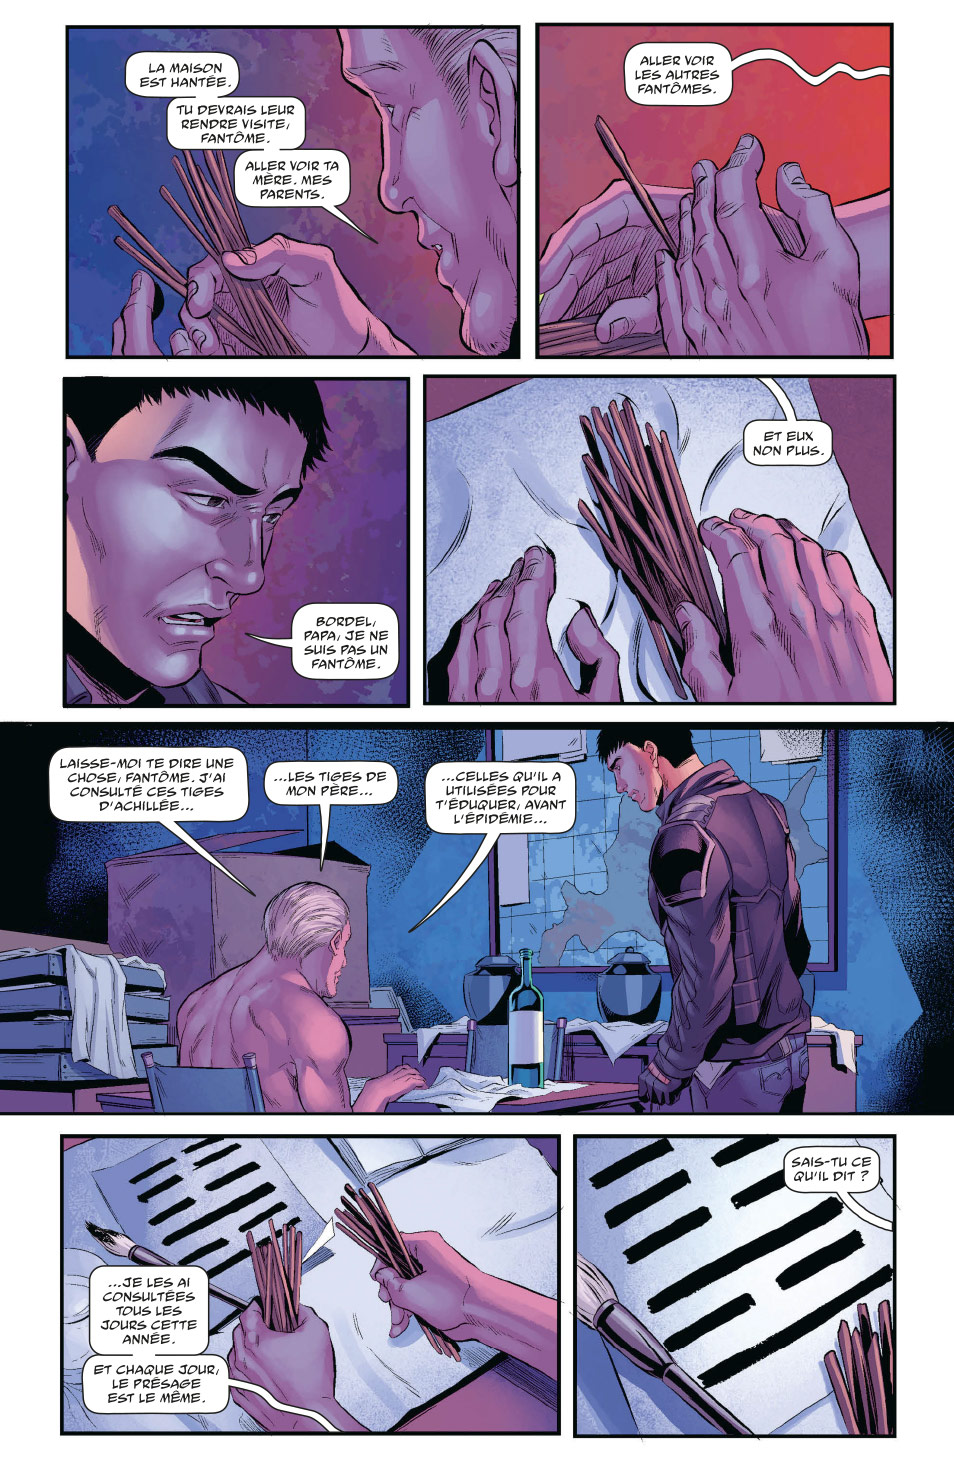 LA MAISON
EST HANTÉE.
TU DEVRAIS LEUR
RENDRE VISITE,
FANTÔME.
ALLER VOIR TA
MÈRE. MES
PARENTS.
ALLER VOIR
LES AUTRES
FANTÔMES.
BORDEL,
PAPA, JE NE
SUIS PAS UN
FANTÔME.
ET EUX
NON PLUS.
LAISSE-MOI TE DIRE UNE
CHOSE, FANTÔME. J'AI
CONSULTÉ CES TIGES
D'ACHILLÉE...
...LES TIGES DE
MON PÈRE...
...CELLES QU'IL A
UTILISÉES POUR
T'ÉDUQUER, AVANT
L'ÉPIDÉMIE...
...JE LES AI
CONSULTÉES
TOUS LES
JOURS CETTE
ANNÉE.
ET CHAQUE JOUR,
LE PRÉSAGE
EST LE MÊME.
SAIS-TU CE
QU'IL DIT ?